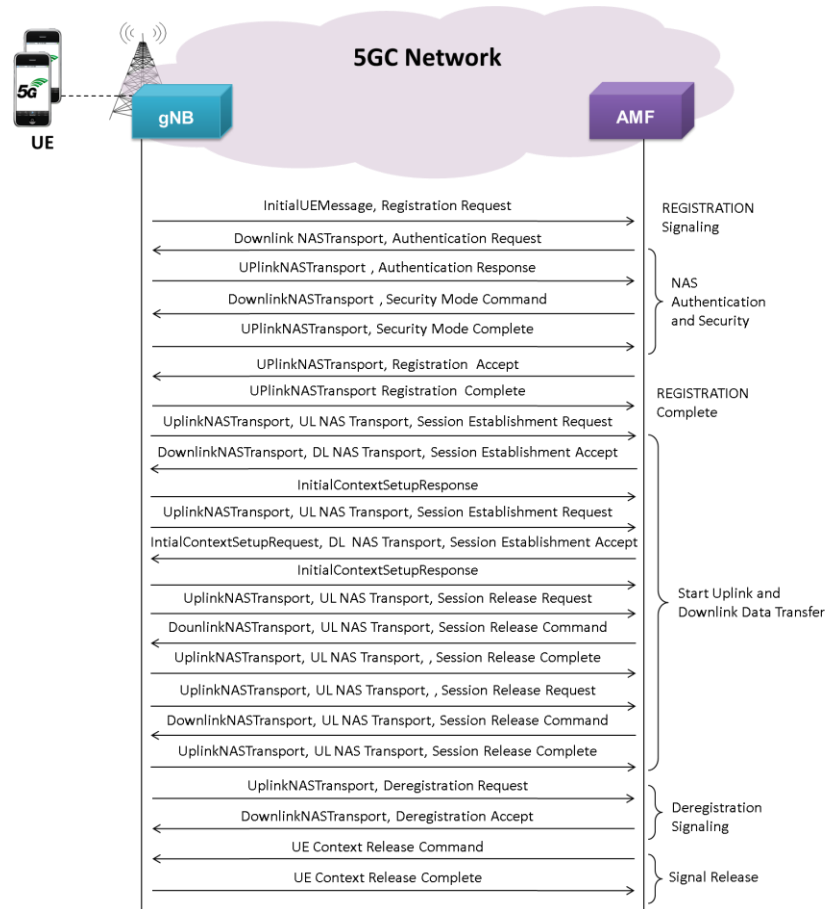 5GC Network
5G
gNB
AMF
UE
InitialUEMessage, Registration Request
REGISTRATION
Signaling
Downlink NASTransport, Authentication Request
UPlinkNASTransport , Authentication Response
NAS
Authentication
and Security
DownlinkNASTransport , Security Mode Command
UPlinkNASTransport, Security Mode Complete
UPlinkNASTransport, Registration Accept
UPlinkNASTransport Registration Complete
REGISTRATION
Complete
UplinkNASTransport, UL NAS Transport, Session Establishment Request
DownlinkNASTransport, DL NAS Transport, Session Establishment Accept
InitialContextSetupResponse
UplinkNASTransport, UL NAS Transport, Session Establishment Request
IntialContextSetupRequest, DL NAS Transport, Session Establishment Accept
InitialContextSetupResponse
UplinkNASTransport, UL NAS Transport, Session Release Request
Start Uplink and
Downlink Data Transfer
DounlinkNASTransport, UL NAS Transport, Session Release Command
UplinkNASTransport, UL NAS Transport, , Session Release Complete
UplinkNASTransport, UL NAS Transport, , Session Release Request
DownlinkNASTransport, UL NAS Transport, Session Release Command
UplinkNASTransport, UL NAS Transport, Session Release Complete
UplinkNASTransport, Deregistration Request
DownlinkNASTransport, Deregistration Accept
Deregistration
Signaling
UE Context Release Command
UE Context Release Complete
Signal Release